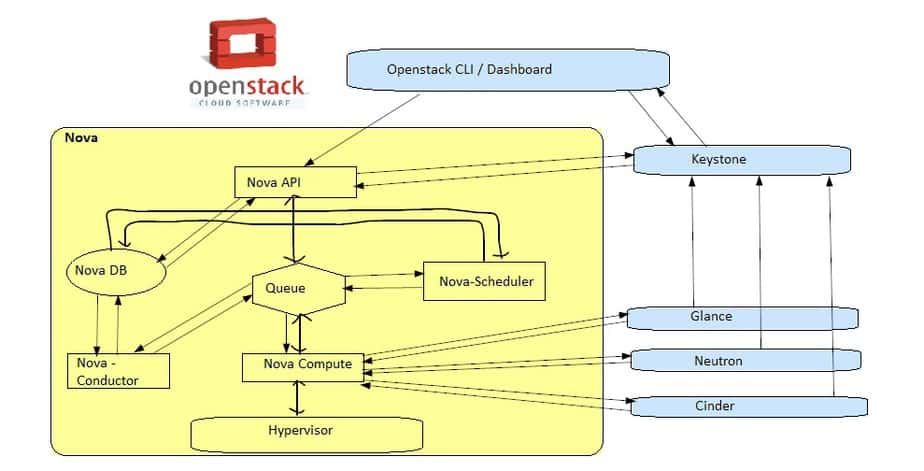 openstack
CLOUD SOFTWARE
Openstack CLI / Dashboard
Nova
Keystone
Nova API
Nova DB
Queue
Nova-Scheduler
Glance
Nova -
Conductor
Nova Compute
Neutron
Cinder
Hypervisor